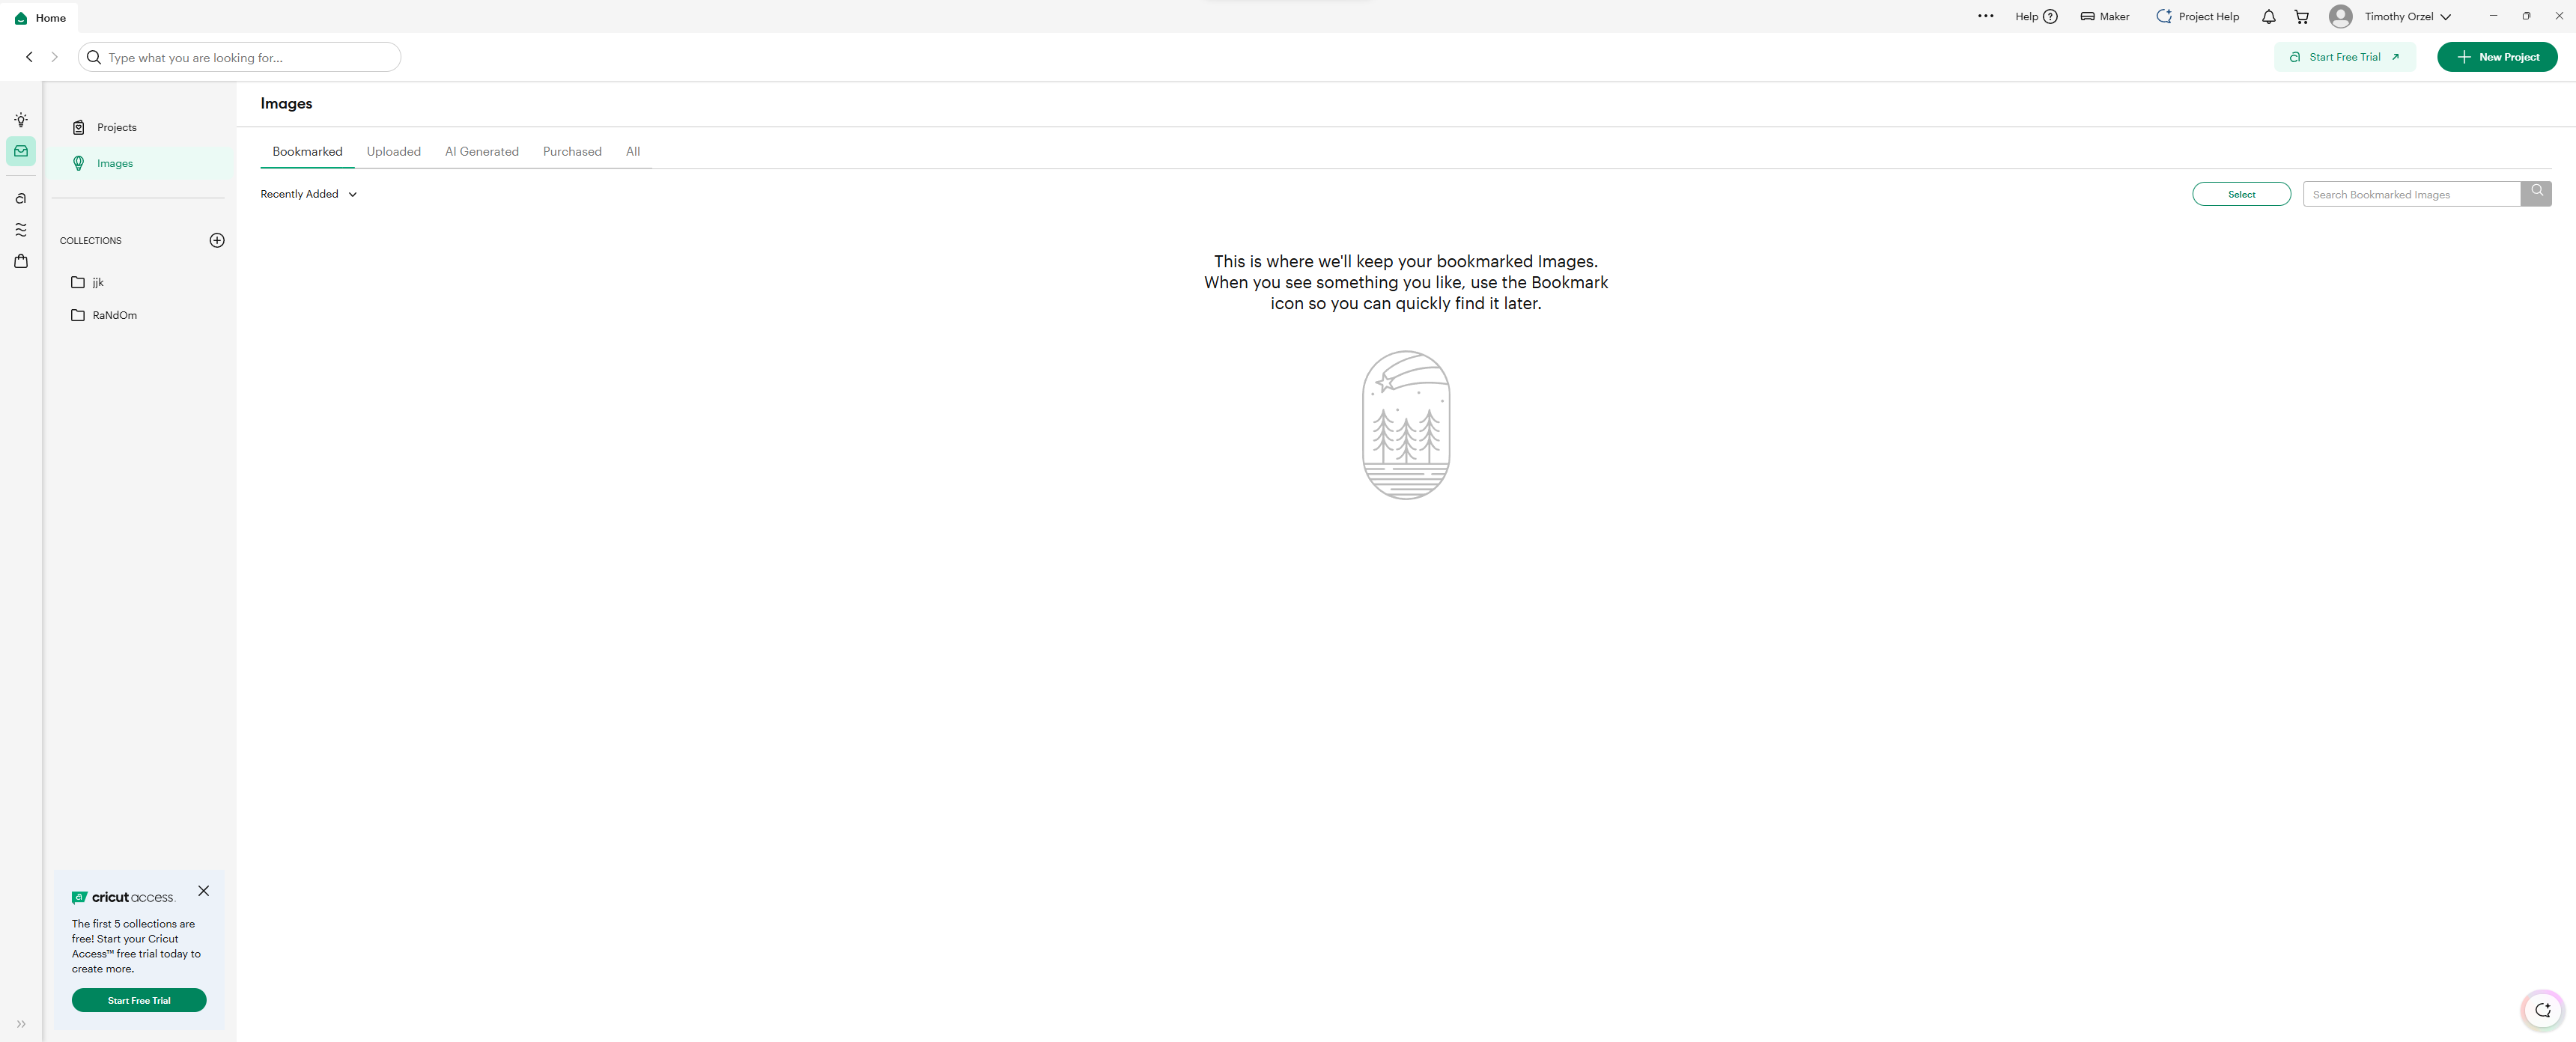 Home
Help
Maker
Project Help
Timothy Orzel
Type what you are looking for...
Start Free Trial
New Project
Projects
Images
COLLECTIONS
jjk
RaNdOm
Images
Bookmarked Uploaded AI Generated Purchased All
Recently Added
Select
Search Bookmarked Images
This is where we'll keep your bookmarked Images.
When you see something you like, use the Bookmark
icon so you can quickly find it later.
cricut access.
The first 5 collections are
free! Start your Cricut
Access™ free trial today to
create more.
Start Free Trial